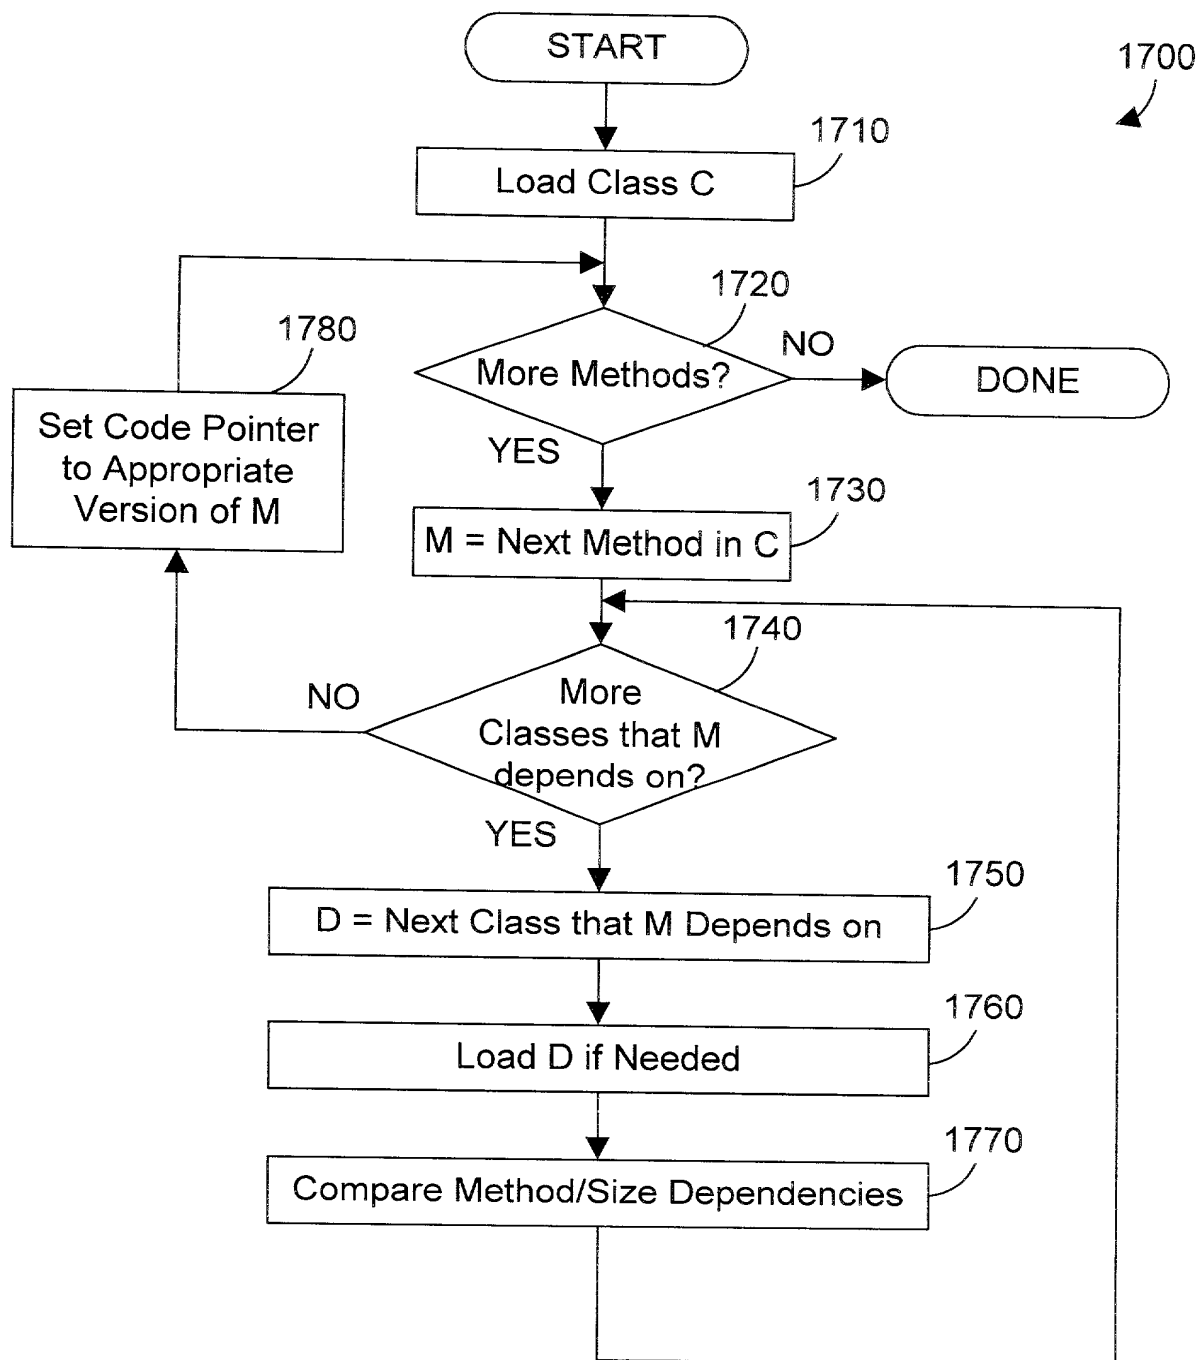 START
1700
1710
Load Class C
1720
1780
NO
More Methods?
DONE
Set Code Pointer
to Appropriate
Version of M
YES
1730
M = Next Method in C
1740
NO
More
Classes that M
depends on?
YES
1750
D = Next Class that M Depends on
1760
Load D if Needed
1770
Compare Method/Size Dependencies